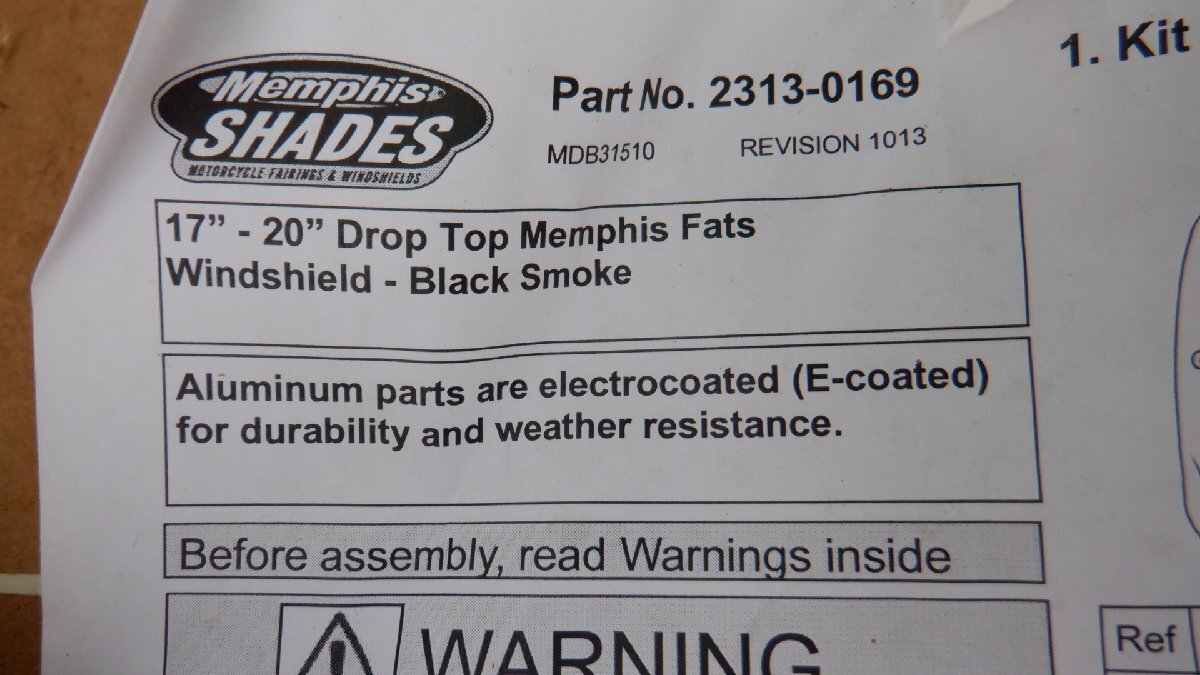 Memphis
SHADES
MOTORCYCLE FAIRINGS & WINDSHIELDS
Part No. 2313-0169
MDB31510 REVISION 1013
1. Kit
17” - 20” Drop Top Memphis Fats
Windshield - Black Smoke
Aluminum parts are electrocoated (E-coated)
for durability and weather resistance.
Before assembly, read Warnings inside
WARNING
Ref